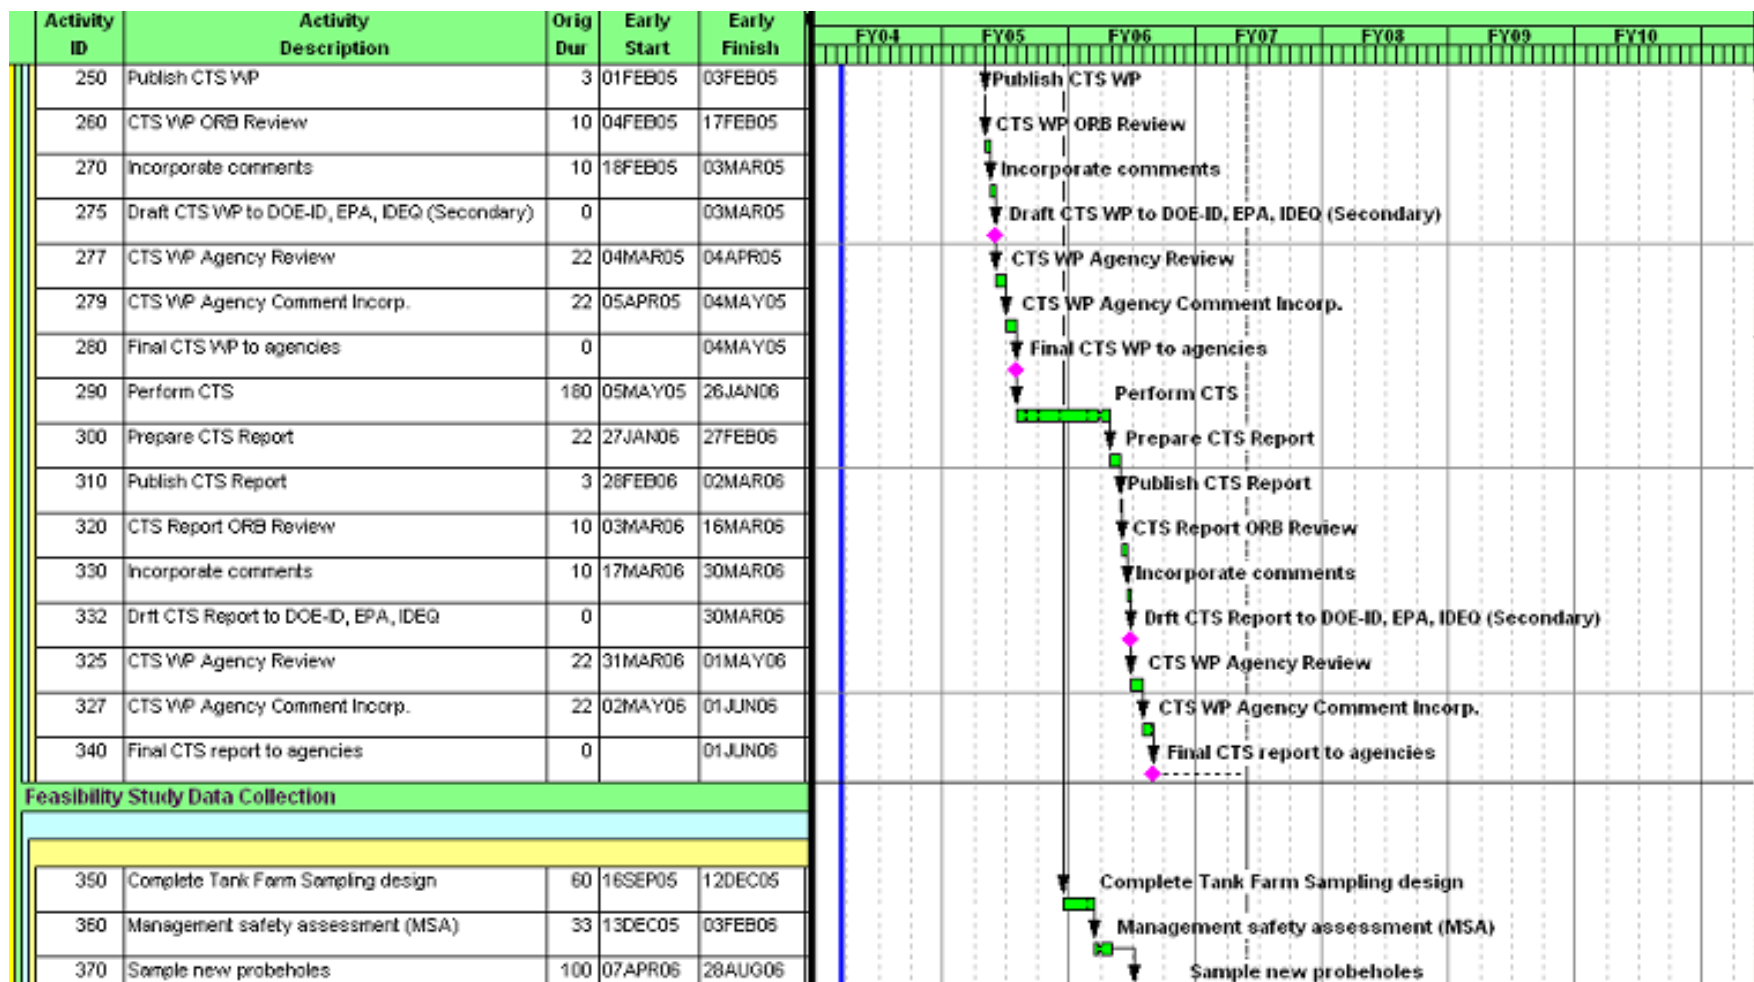 Activity ID Activity Description Orig Dur Early Start Early Finish
FY04 FY05 FY06 FY07 FY08 FY09 FY10
250 Publish CTS WP 3 01FEB05 03FEB05 Publish CTS WP
260 CTS WP ORB Review 10 04FEB05 17FEB05 CTS WP ORB Review
270 Incorporate comments 10 18FEB05 03MAR05 Incorporate comments
275 Draft CTS WP to DOE-ID, EPA, IDEQ (Secondary) 0 03MAR05 Draft CTS WP to DOE-ID, EPA, IDEQ (Secondary)
277 CTS WP Agency Review 22 04MAR05 04APR05 CTS WP Agency Review
279 CTS WP Agency Comment Incorp. 22 05APR05 04MAY05 CTS WP Agency Comment Incorp.
280 Final CTS WP to agencies 0 04MAY05 Final CTS WP to agencies
290 Perform CTS 180 05MAY05 26JAN06 Perform CTS
300 Prepare CTS Report 22 27JAN06 27FEB06 Prepare CTS Report
310 Publish CTS Report 3 28FEB06 02MAR06 Publish CTS Report
320 CTS Report ORB Review 10 03MAR06 16MAR06 CTS Report ORB Review
330 Incorporate comments 10 17MAR06 30MAR06 Incorporate comments
332 Drft CTS Report to DOE-ID, EPA, IDEQ 0 30MAR06 Drft CTS Report to DOE-ID, EPA, IDEQ (Secondary)
325 CTS WP Agency Review 22 31MAR06 01MAY06 CTS WP Agency Review
327 CTS WP Agency Comment Incorp. 22 02MAY06 01JUN06 CTS WP Agency Comment Incorp.
340 Final CTS report to agencies 0 01JUN06 Final CTS report to agencies
Feasibility Study Data Collection
350 Complete Tank Farm Sampling design 60 16SEP05 12DEC05 Complete Tank Farm Sampling design
360 Management safety assessment (MSA) 33 13DEC05 03FEB06 Management safety assessment (MSA)
370 Sample new probeholes 100 07APR06 28AUG06 Sample new probeholes